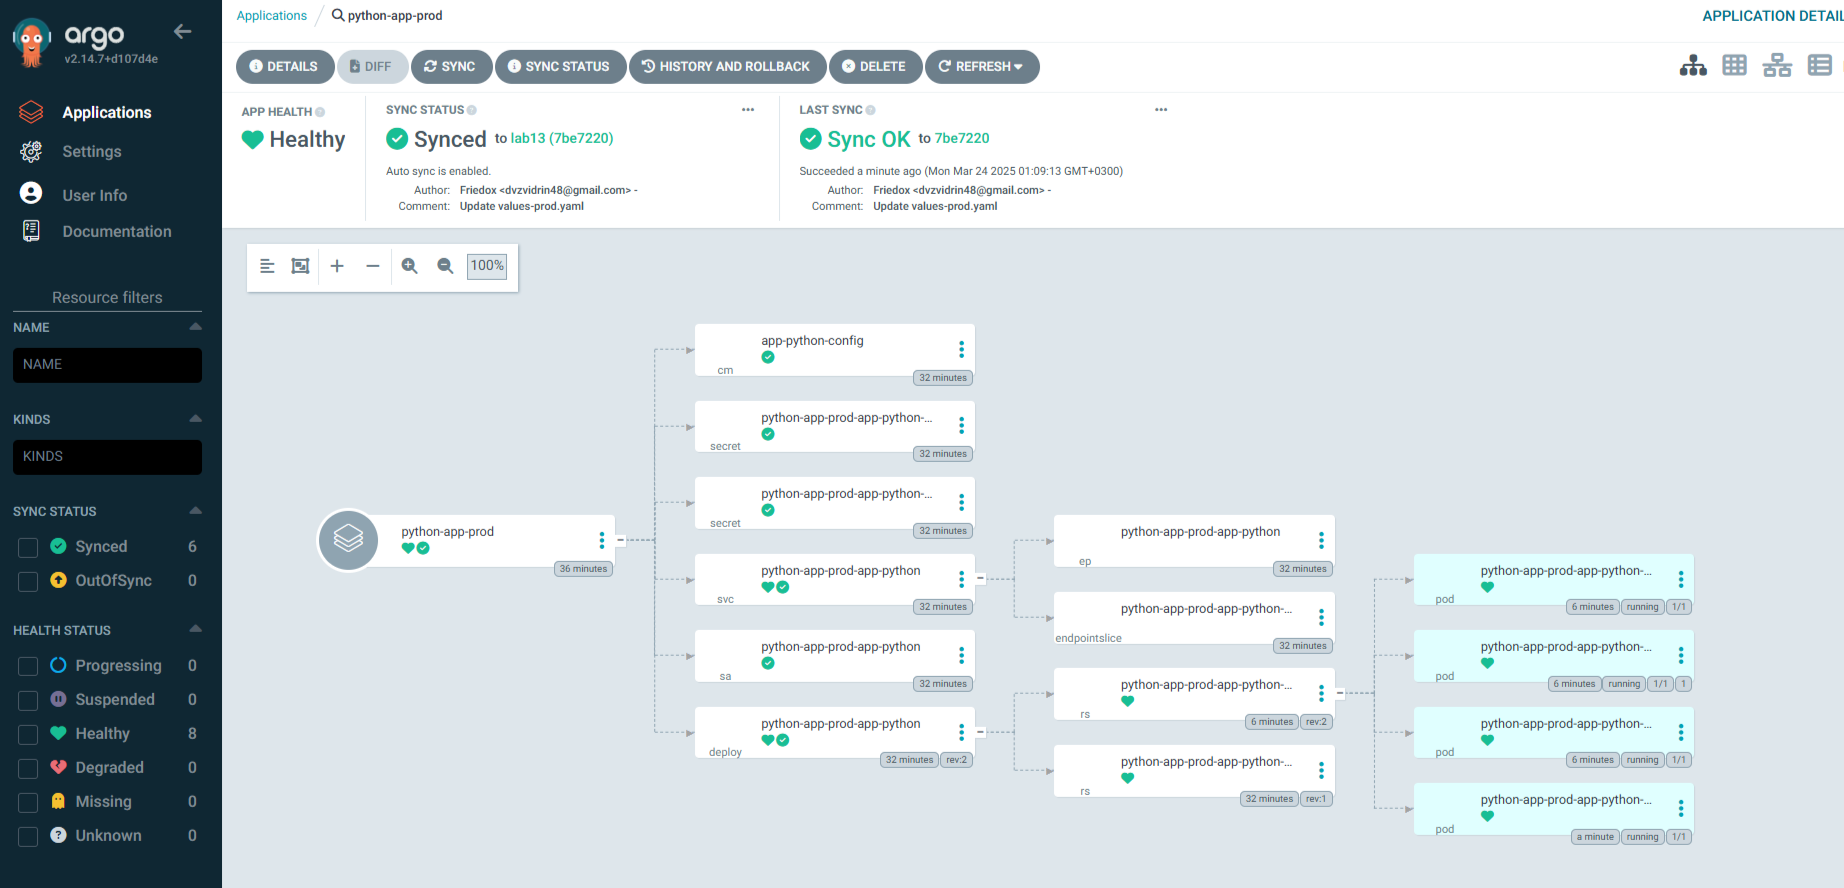 argo
v2.14.7+d107d4e
Applications
Settings
User Info
Documentation
Resource filters
NAME
NAME
KINDS
KINDS
SYNC STATUS
Synced 6
OutOfSync 0
HEALTH STATUS
Progressing 0
Suspended 0
Healthy 8
Degraded 0
Missing 0
Unknown 0
Applications / python-app-prod
APPLICATION DETAIL
DETAILS DIFF SYNC SYNC STATUS HISTORY AND ROLLBACK DELETE REFRESH
APP HEALTH
Healthy
SYNC STATUS
Synced to lab13 (7be7220)
Auto sync is enabled.
Author: Friedox <dvzvidrin48@gmail.com> -
Comment: Update values-prod.yaml
LAST SYNC
Sync OK to 7be7220
Succeeded a minute ago (Mon Mar 24 2025 01:09:13 GMT+0300)
Author: Friedox <dvzvidrin48@gmail.com> -
Comment: Update values-prod.yaml
100%
python-app-prod
36 minutes
app-python-config
cm
32 minutes
python-app-prod-app-python-...
secret
32 minutes
python-app-prod-app-python-...
secret
32 minutes
python-app-prod-app-python
svc
32 minutes
python-app-prod-app-python
sa
32 minutes
python-app-prod-app-python
deploy
32 minutes rev:2
python-app-prod-app-python
ep
32 minutes
python-app-prod-app-python-...
endpointslice
32 minutes
python-app-prod-app-python-...
rs
6 minutes rev:2
python-app-prod-app-python-...
rs
32 minutes rev:1
python-app-prod-app-python-...
pod
6 minutes running 1/1
python-app-prod-app-python-...
pod
6 minutes running 1/1 1
python-app-prod-app-python-...
pod
6 minutes running 1/1
python-app-prod-app-python-...
pod
a minute running 1/1